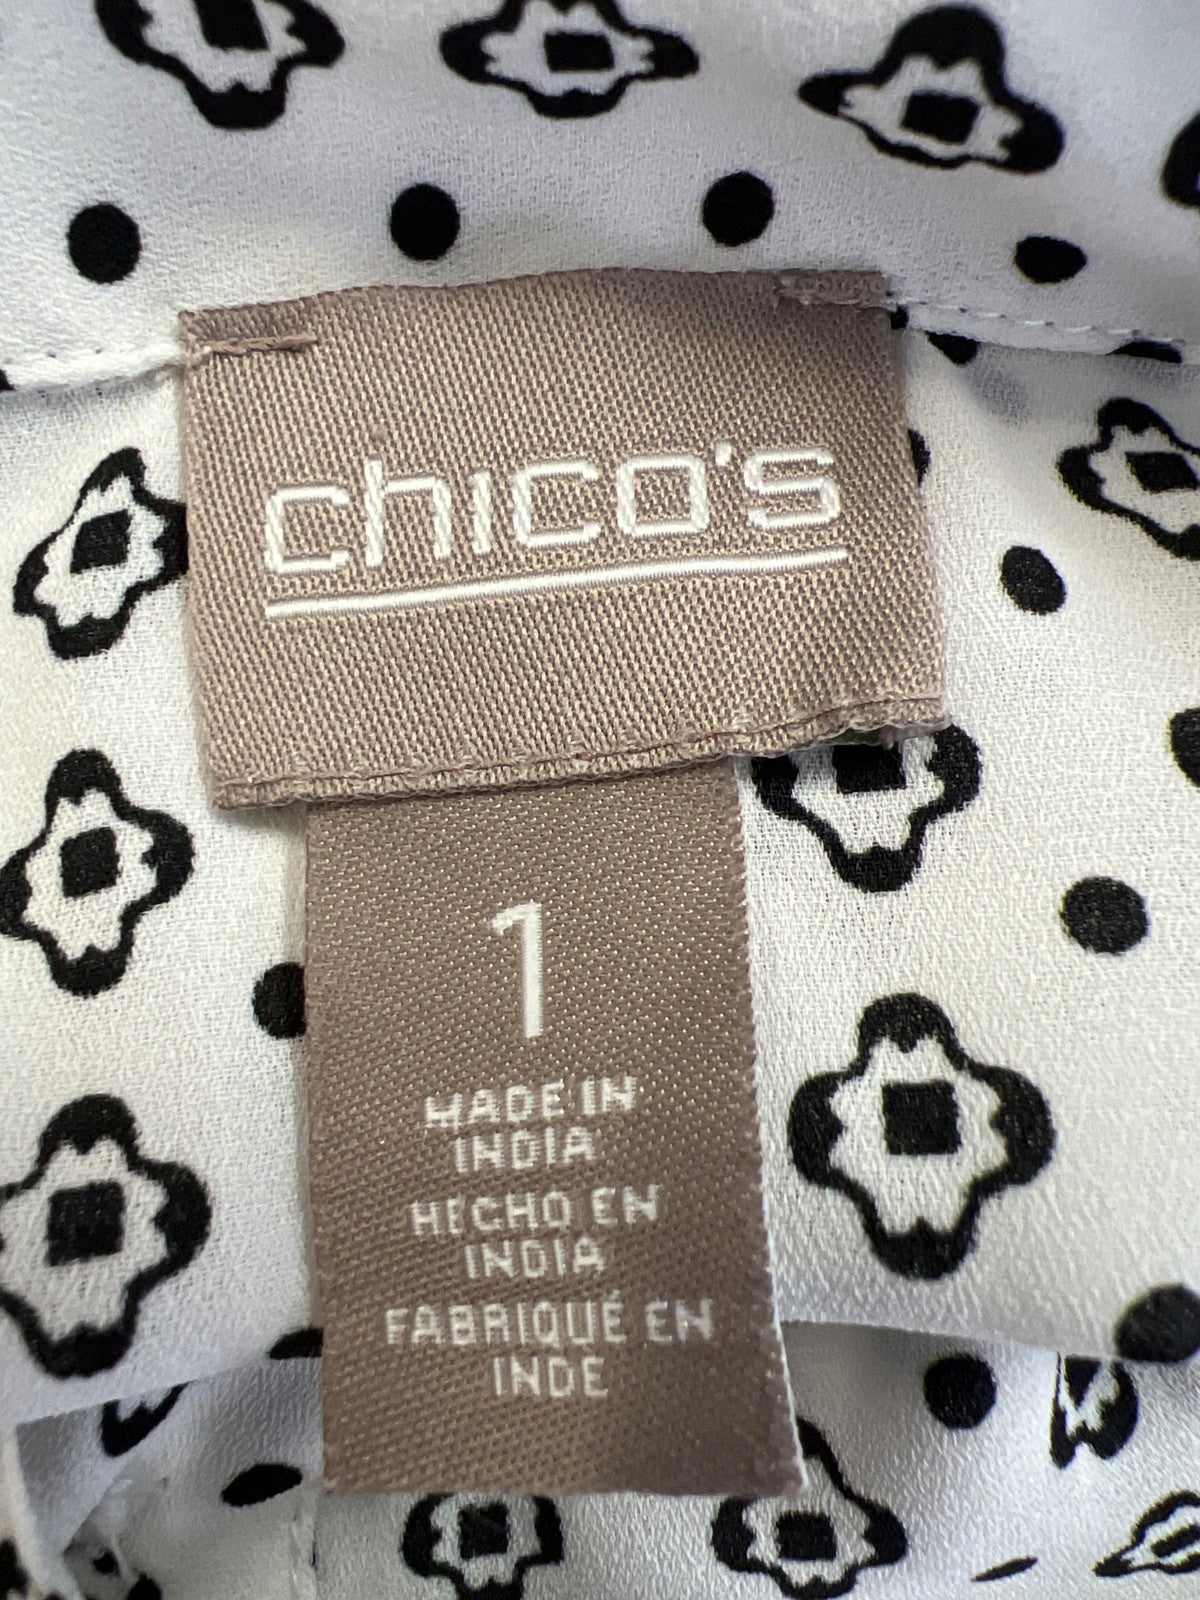 chico's
1
MADE IN
INDIA
HECHO EN
INDIA
FABRIQUÉ EN
INDE